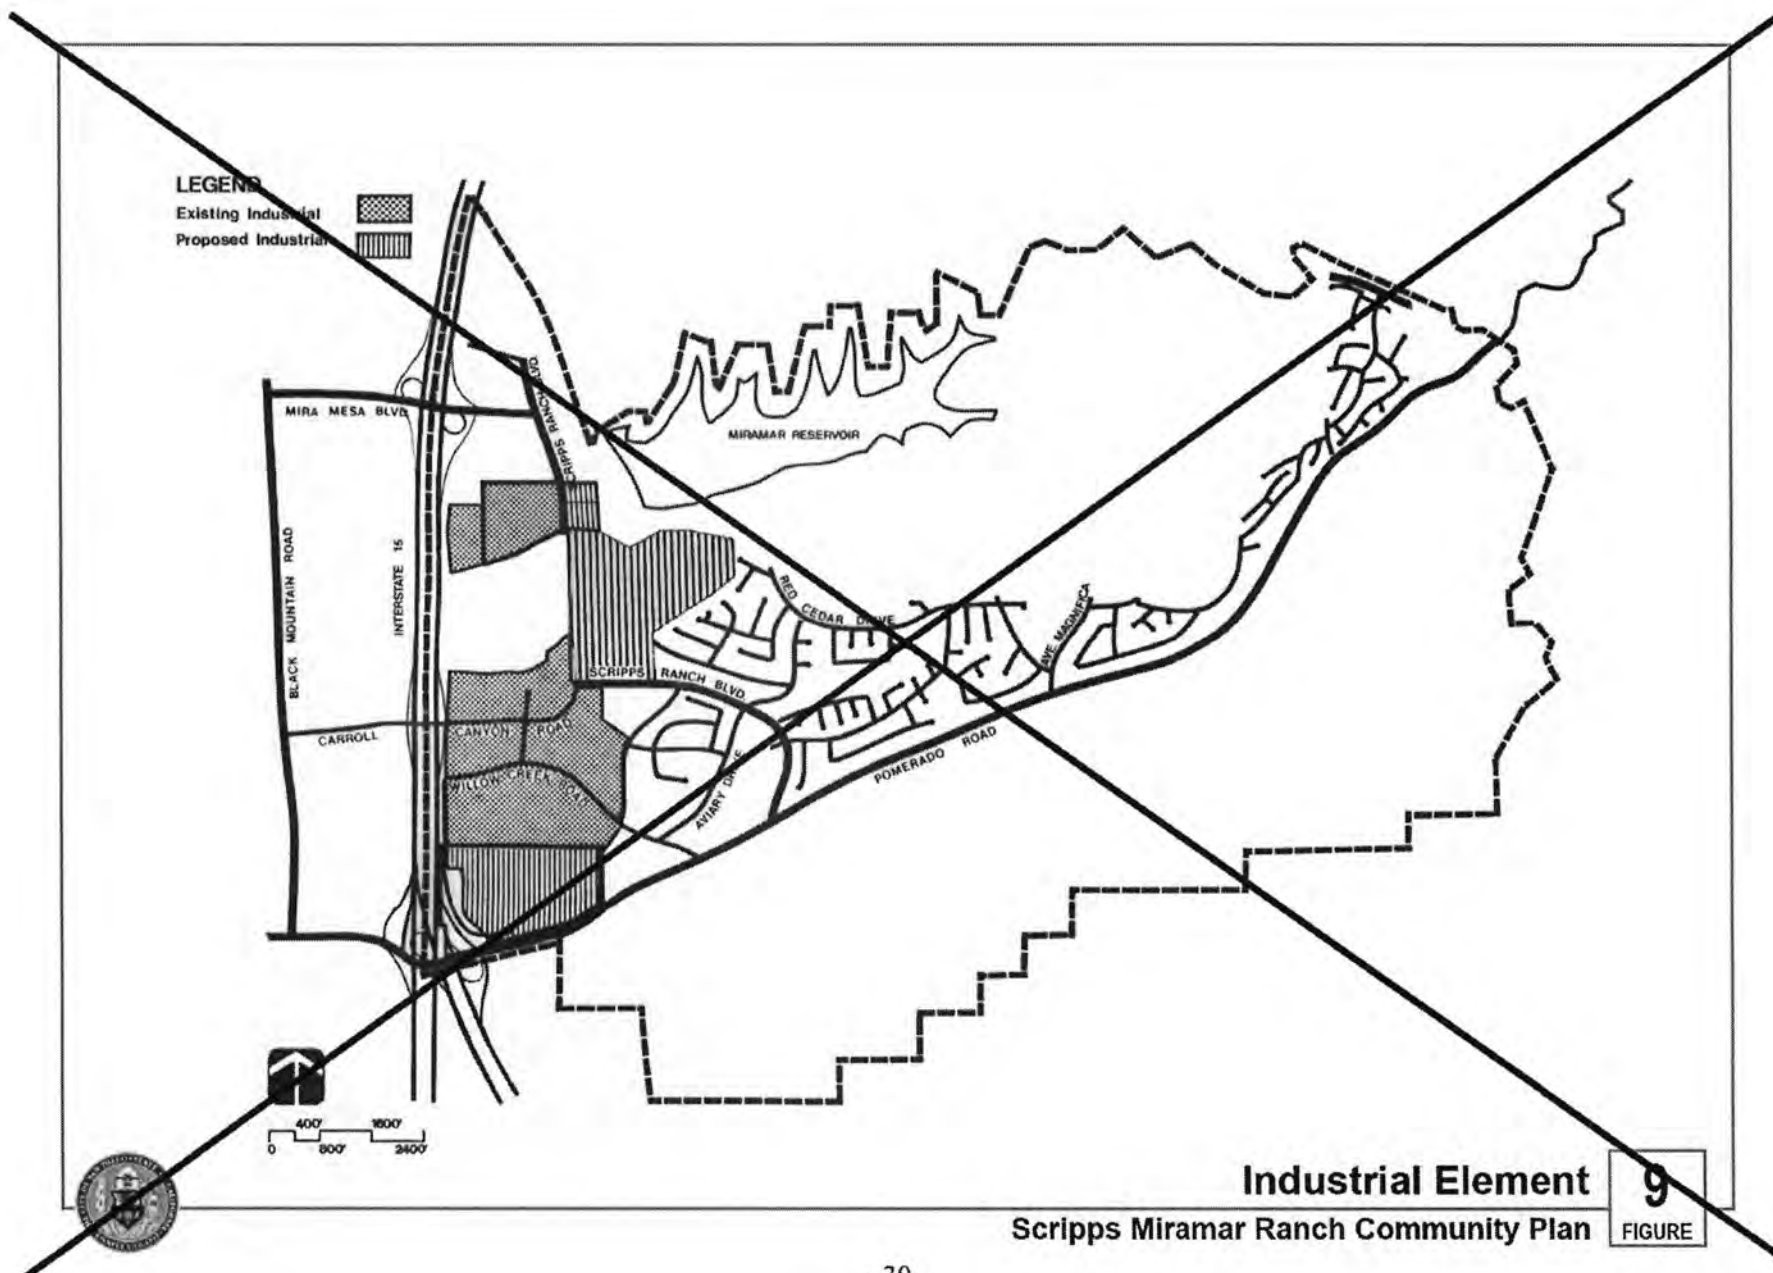 LEGEND
Existing Industrial
Proposed Industrial
SCRIPPS RANCH BLVD.
MIRA MESA BLVD.
MIRAMAR RESERVOIR
BLACK MOUNTAIN ROAD
INTERSTATE 15
RED CEDAR DRIVE
AVE MAGNIFICA
SCRIPPS RANCH BLVD
CARROLL CANYON ROAD
WILLOW CREEK ROAD
AVIARY DRIVE
POMERADO ROAD
400' 1600'
0 800' 2400'
Industrial Element
Scripps Miramar Ranch Community Plan
9
FIGURE